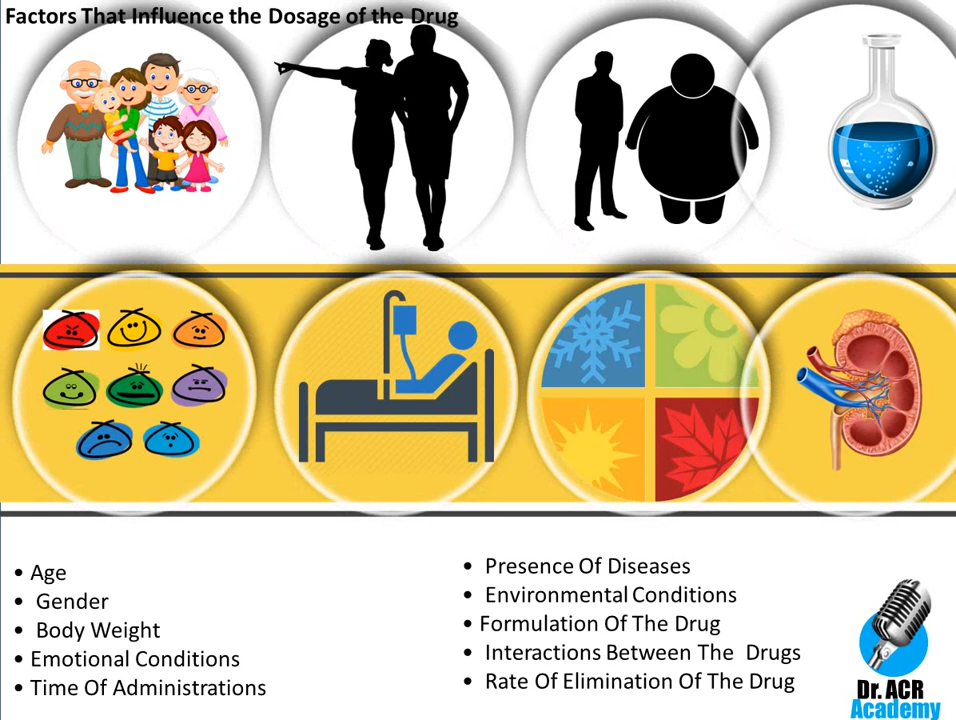 Factors That Influence the Dosage of the Drug
• Age
• Gender
• Body Weight
• Emotional Conditions
• Time Of Administrations
• Presence Of Diseases
• Environmental Conditions
• Formulation Of The Drug
• Interactions Between The Drugs
• Rate Of Elimination Of The Drug
Dr. ACR
Academy